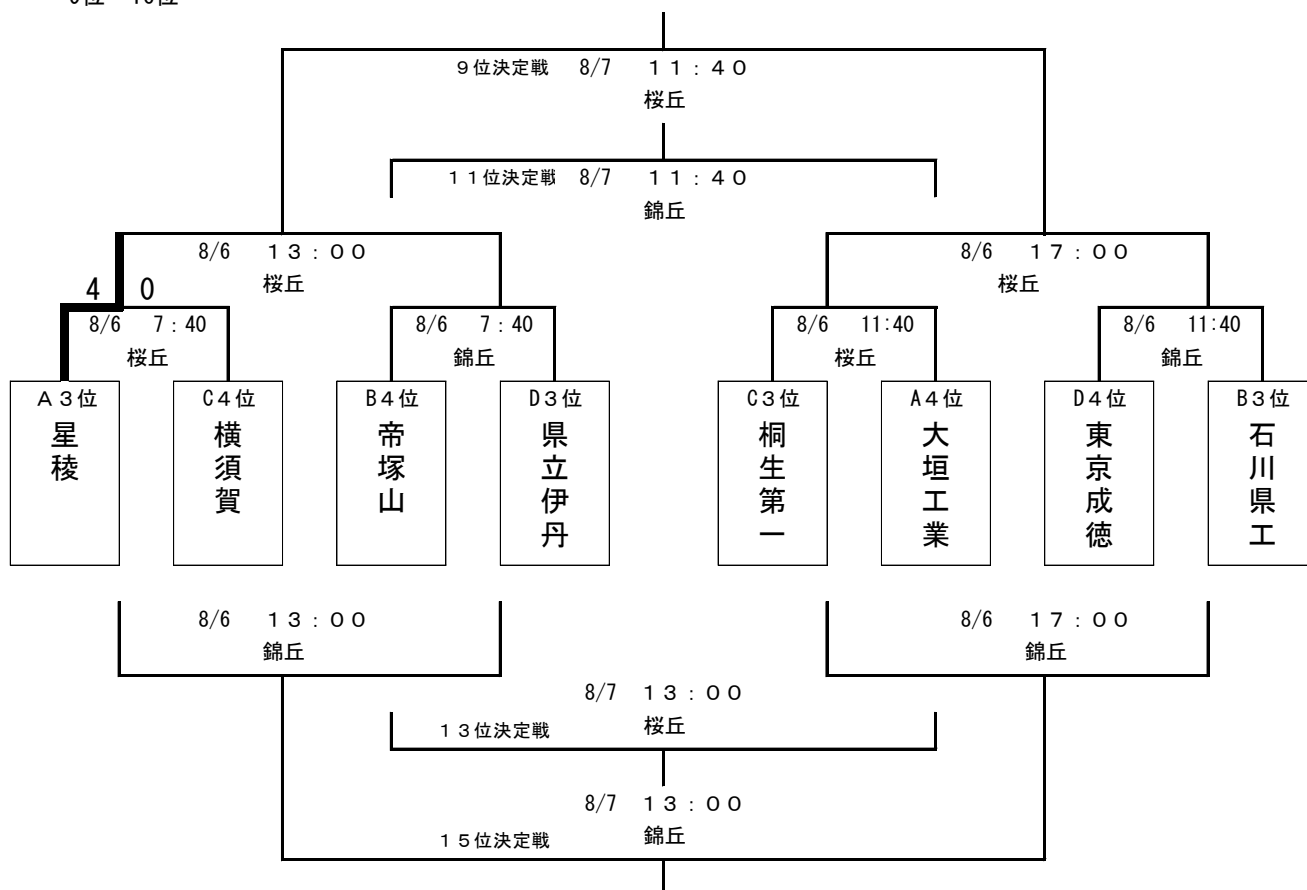 9位決定戦 8/7 11:40
桜丘
11位決定戦 8/7 11:40
錦丘
8/6 13:00
桜丘
8/6 17:00
桜丘
4 0
8/6 7:40
桜丘
8/6 7:40
錦丘
8/6 11:40
桜丘
8/6 11:40
錦丘
A3位
星稜
C4位
横須賀
B4位
帝塚山
D3位
県立伊丹
C3位
桐生第一
A4位
大垣工業
D4位
東京成徳
B3位
石川県工
8/6 13:00
錦丘
8/6 17:00
錦丘
8/7 13:00
13位決定戦 桜丘
8/7 13:00
15位決定戦 錦丘